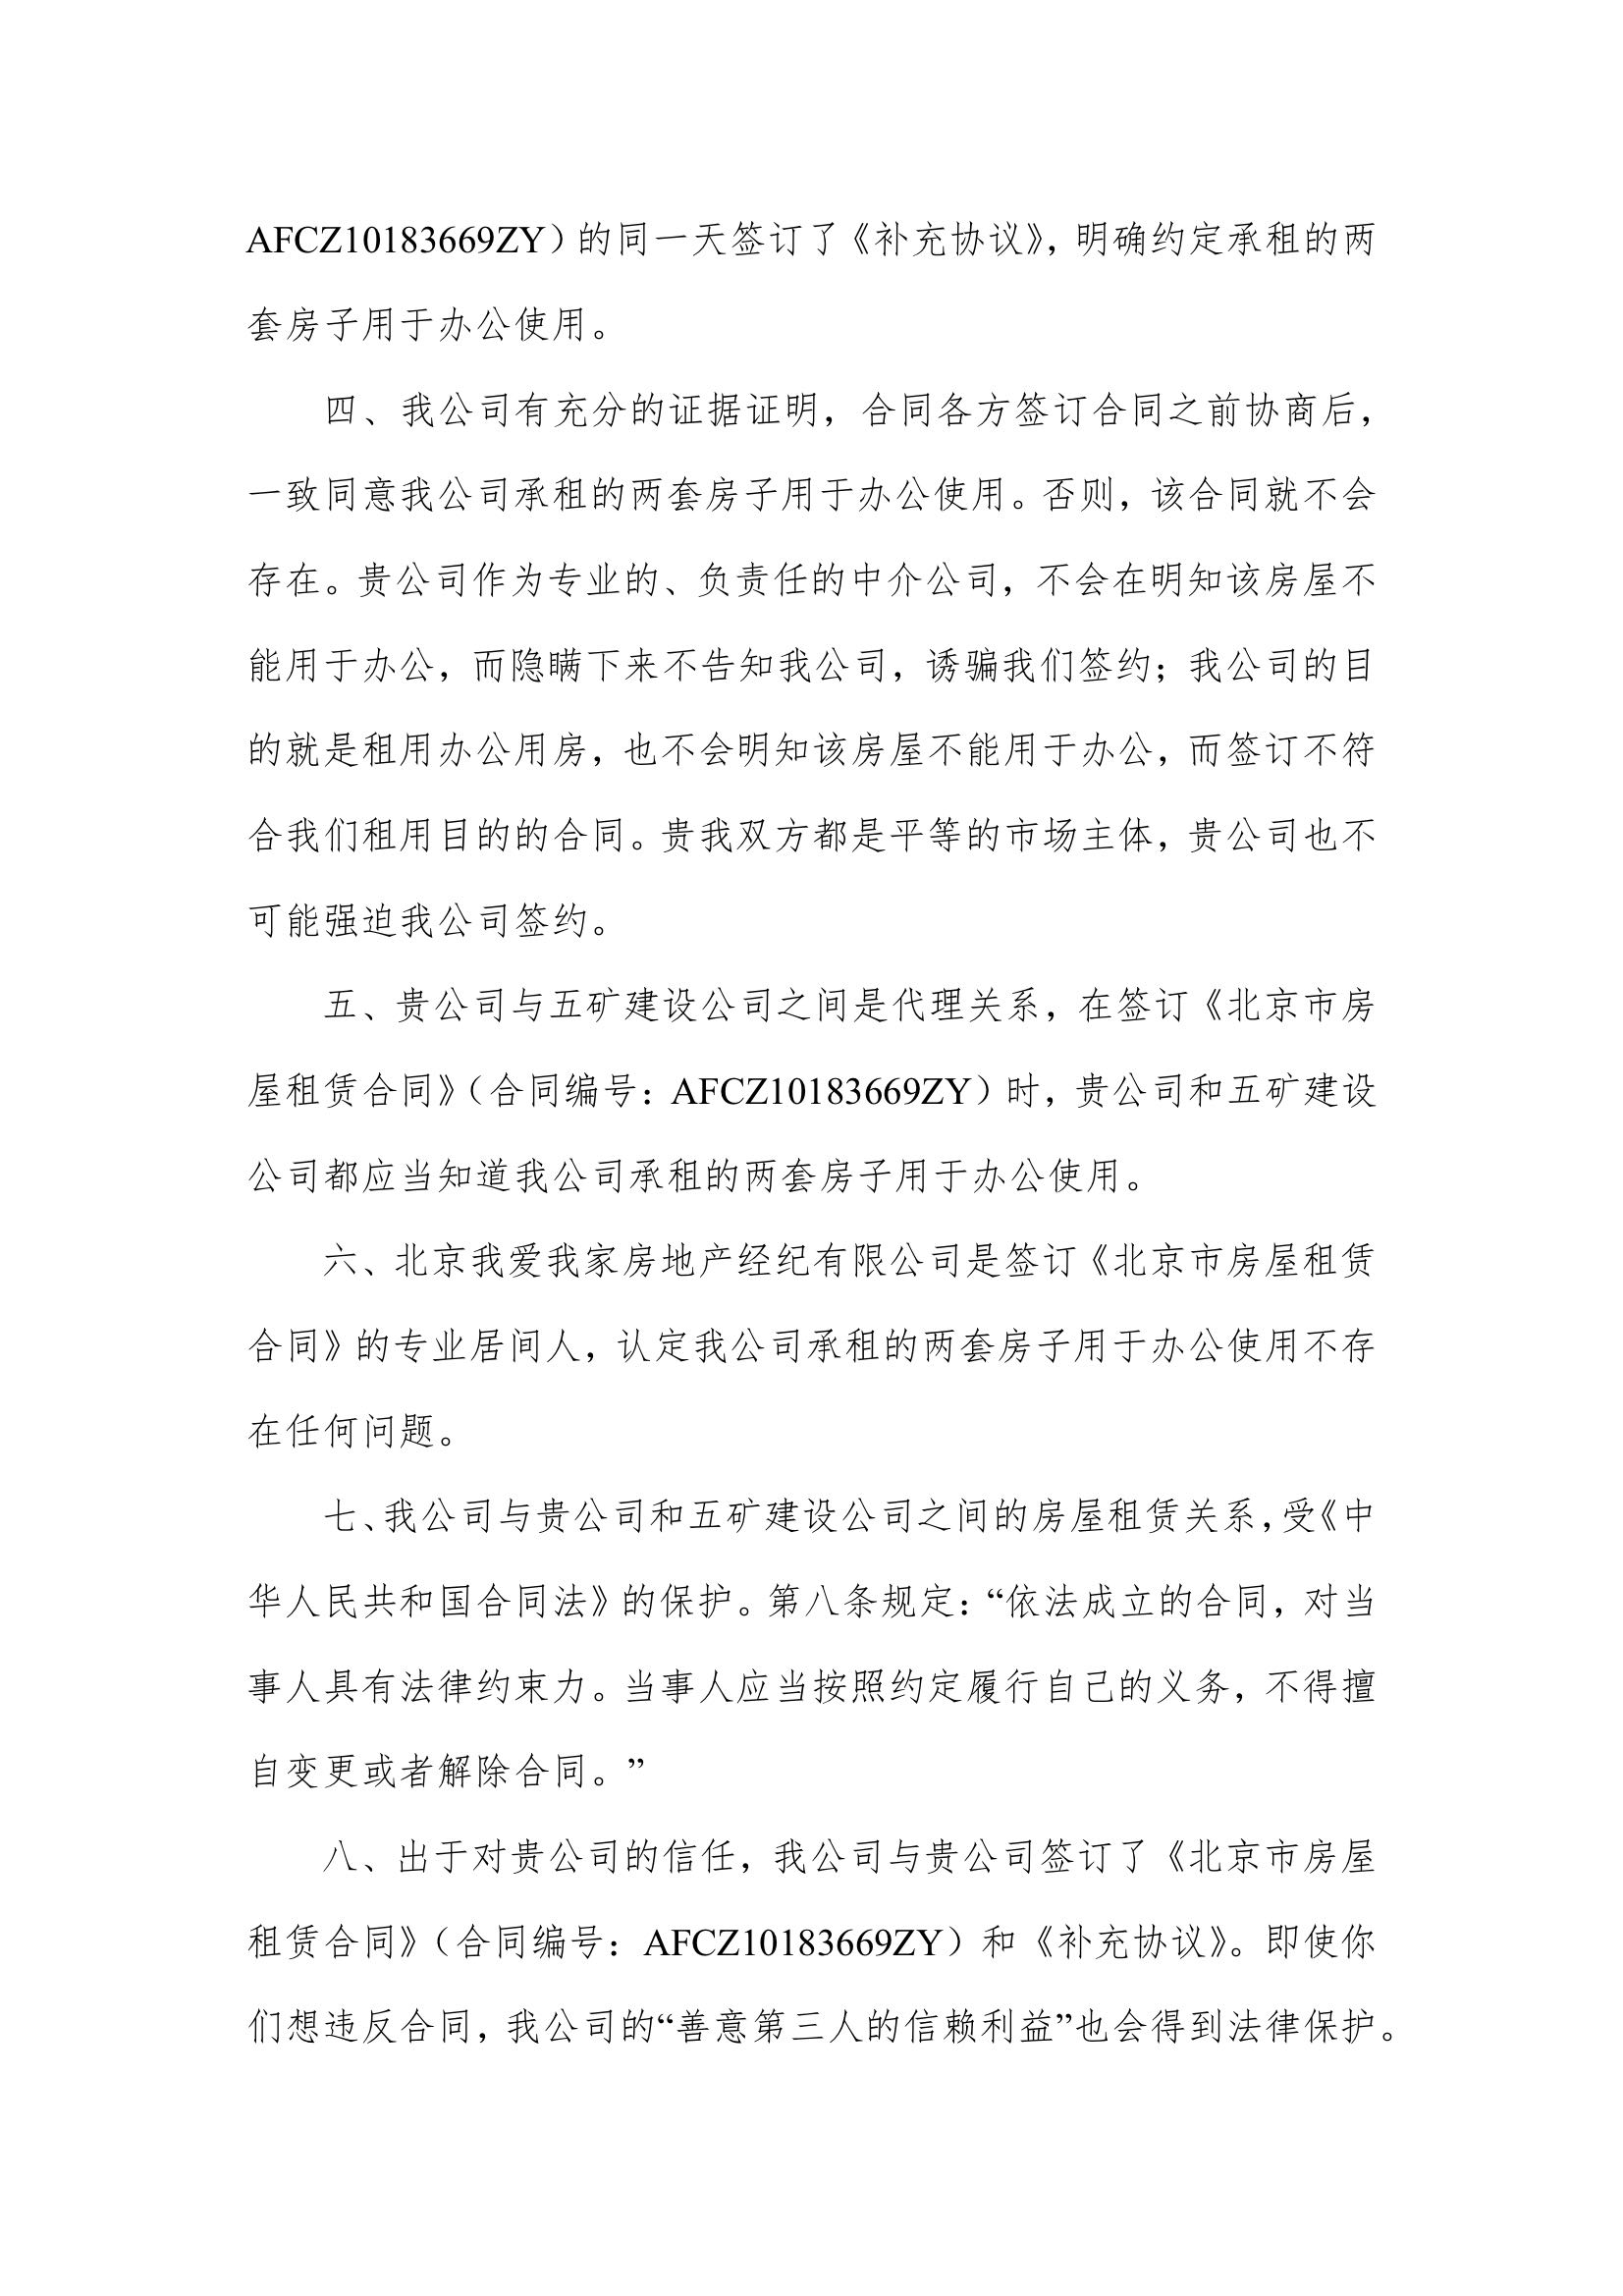 AFCZ10183669ZY）的同一天签订了《补充协议》，明确约定承租的两
套房子用于办公使用。
四、我公司有充分的证据证明，合同各方签订合同之前协商后，
一致同意我公司承租的两套房子用于办公使用。否则，该合同就不会
存在。贵公司作为专业的、负责任的中介公司，不会在明知该房屋不
能用于办公，而隐瞒下来不告知我公司，诱骗我们签约；我公司的目
的就是租用办公用房，也不会明知该房屋不能用于办公，而签订不符
合我们租用目的的合同。贵我双方都是平等的市场主体，贵公司也不
可能强迫我公司签约。
五、贵公司与五矿建设公司之间是代理关系，在签订《北京市房
屋租赁合同》（合同编号：AFCZ10183669ZY）时，贵公司和五矿建设
公司都应当知道我公司承租的两套房子用于办公使用。
六、北京我爱我家房地产经纪有限公司是签订《北京市房屋租赁
合同》的专业居间人，认定我公司承租的两套房子用于办公使用不存
在任何问题。
七、我公司与贵公司和五矿建设公司之间的房屋租赁关系，受《中
华人民共和国合同法》的保护。第八条规定：“依法成立的合同，对当
事人具有法律约束力。当事人应当按照约定履行自己的义务，不得擅
自变更或者解除合同。”
八、出于对贵公司的信任，我公司与贵公司签订了《北京市房屋
租赁合同》（合同编号：AFCZ10183669ZY）和《补充协议》。即使你
们想违反合同，我公司的“善意第三人的信赖利益”也会得到法律保护。